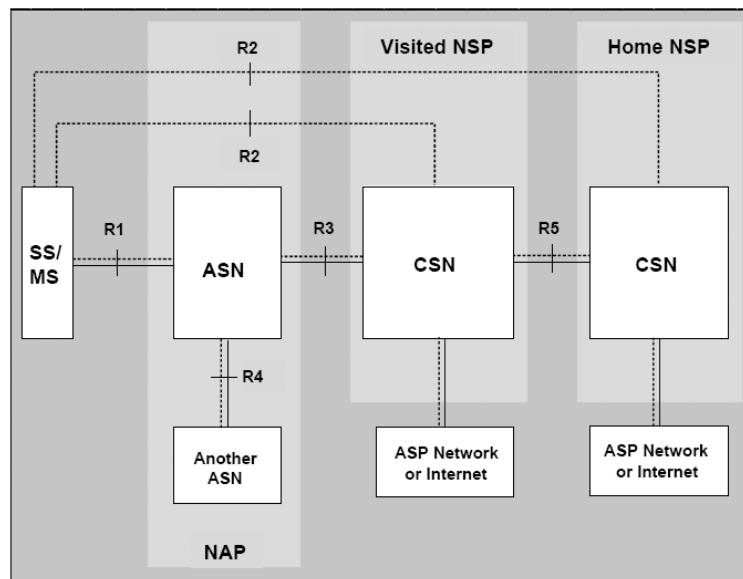 R2
Visited NSP
Home NSP
R2
R1
R3
R5
SS/
MS
ASN
CSN
CSN
R4
Another
ASN
ASP Network
or Internet
ASP Network
or Internet
NAP